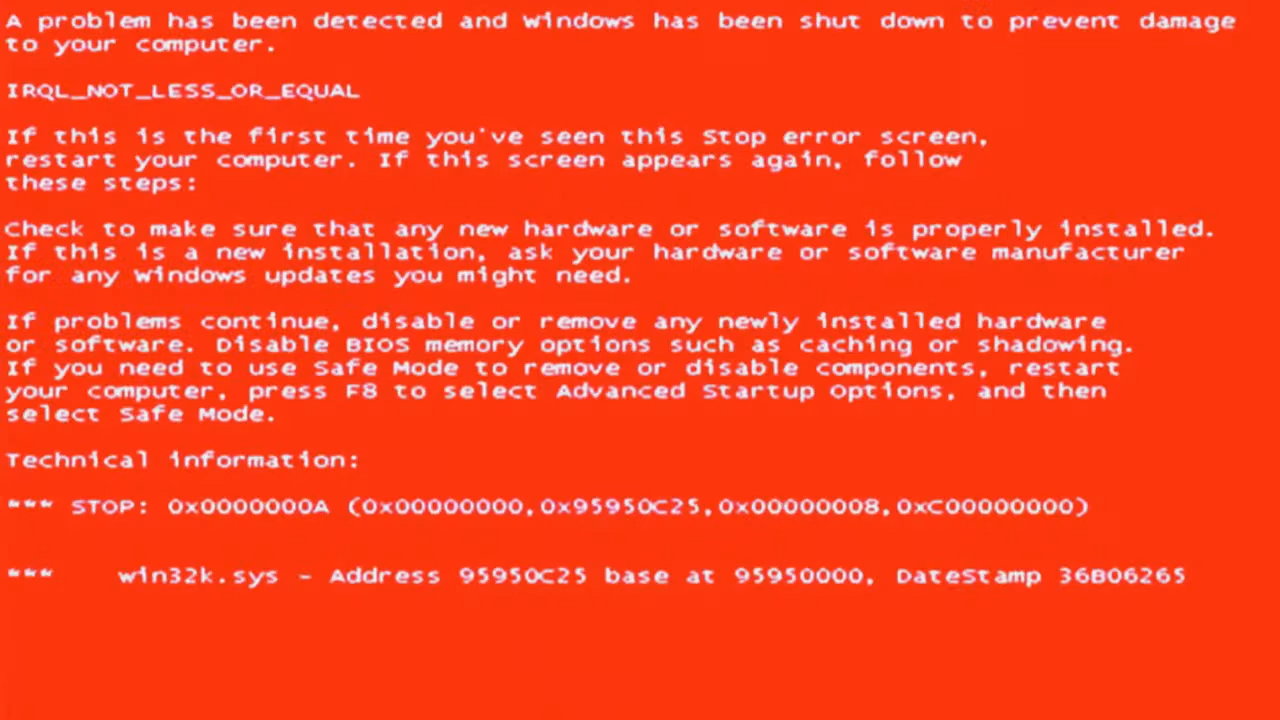 A problem has been detected and Windows has been shut down to prevent damage
to your computer.
IRQL_NOT_LESS_OR_EQUAL
If this is the first time you've seen this Stop error screen,
restart your computer. If this screen appears again, follow
these steps:
Check to make sure that any new hardware or software is properly installed.
If this is a new installation, ask your hardware or software manufacturer
for any Windows updates you might need.
If problems continue, disable or remove any newly installed hardware
or software. Disable BIOS memory options such as caching or shadowing.
If you need to use Safe Mode to remove or disable components, restart
your computer, press F8 to select Advanced Startup Options, and then
select Safe Mode.
Technical information:
*** STOP: 0x0000000A (0x00000000,0x95950C25,0x00000008,0xC00000000)
*** win32k.sys - Address 95950C25 base at 95950000, DateStamp 36B06265